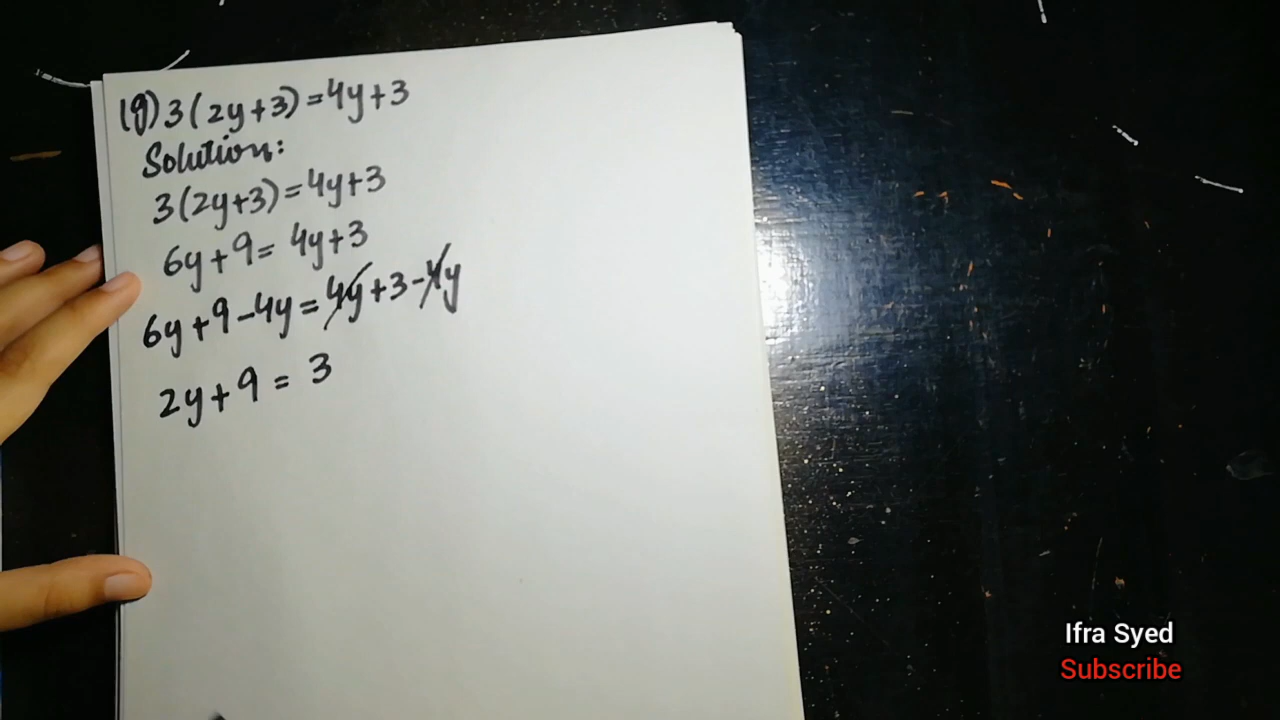 (g) 3(2y+3)=4y+3
Solution:
3(2y+3)=4y+3
6y+9= 4y+3
6y+9-4y=4y+3-4y
2y+9 = 3
Ifra Syed
Subscribe